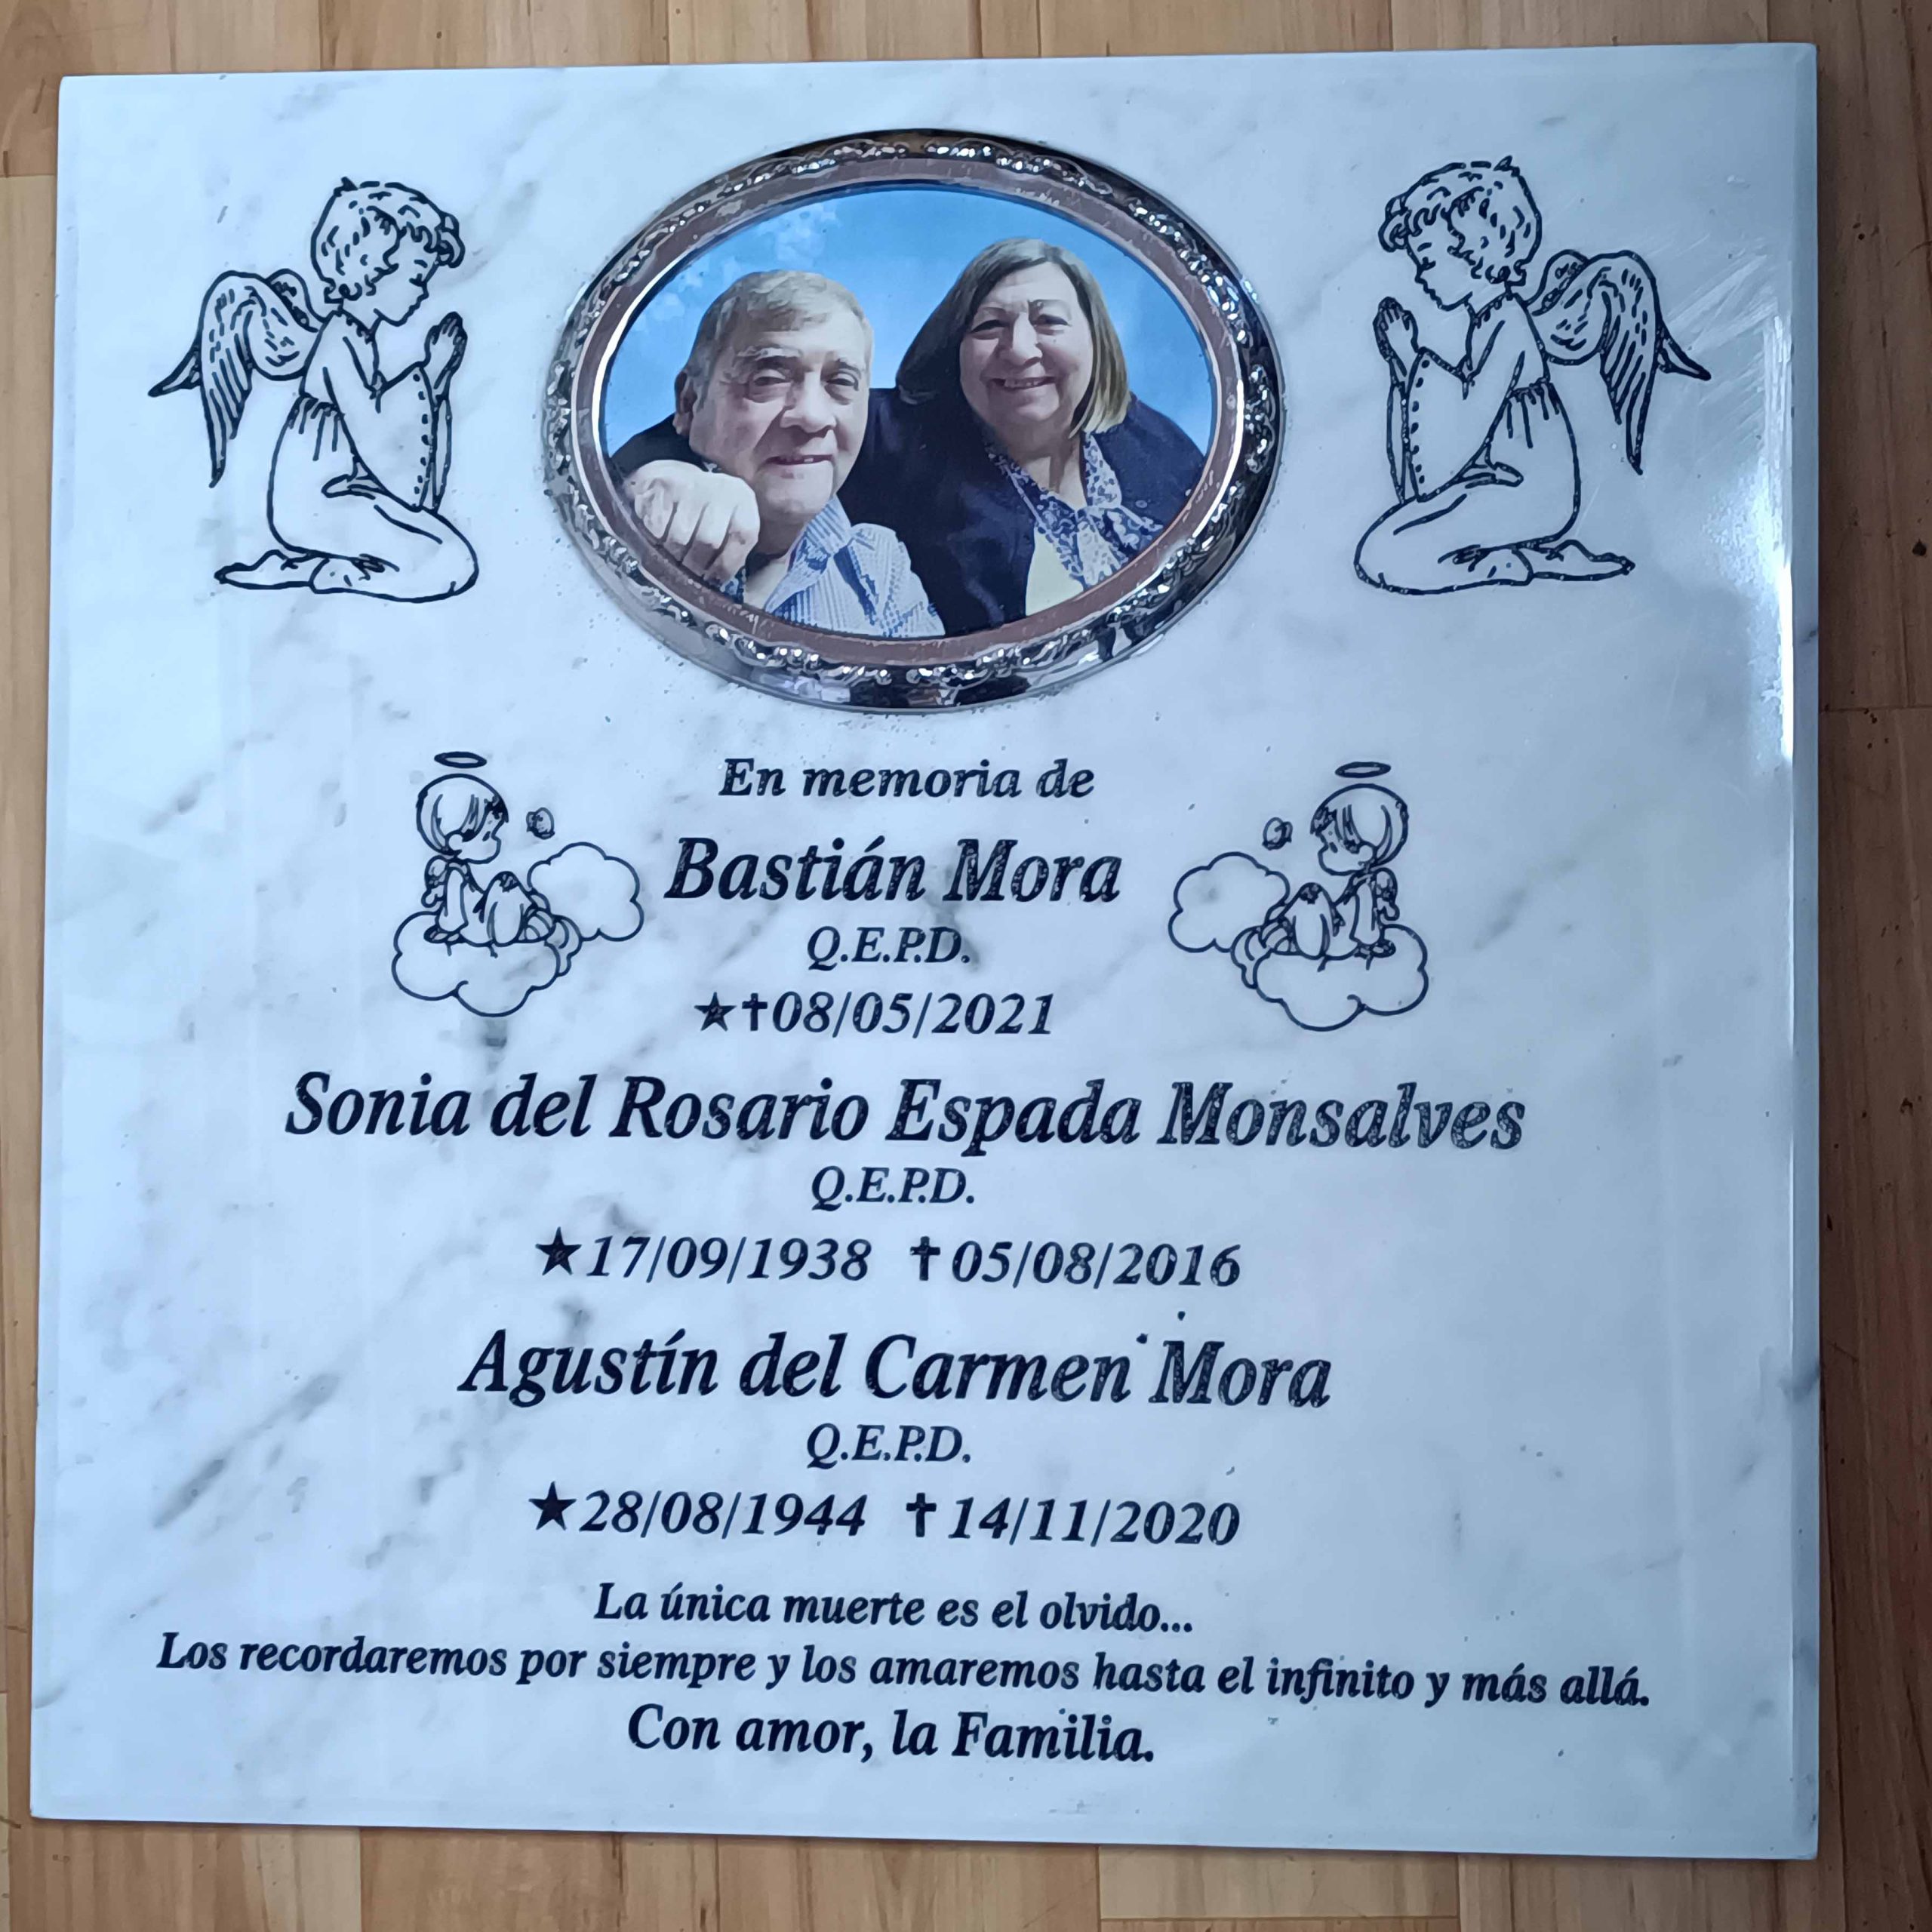 En memoria de
Bastián Mora
Q.E.P.D.
★✝08/05/2021
Sonia del Rosario Espada Monsalves
Q.E.P.D.
★17/09/1938 ✝05/08/2016
Agustín del Carmen Mora
Q.E.P.D.
★28/08/1944 ✝14/11/2020
La única muerte es el olvido...
Los recordaremos por siempre y los amaremos hasta el infinito y más allá.
Con amor, la Familia.